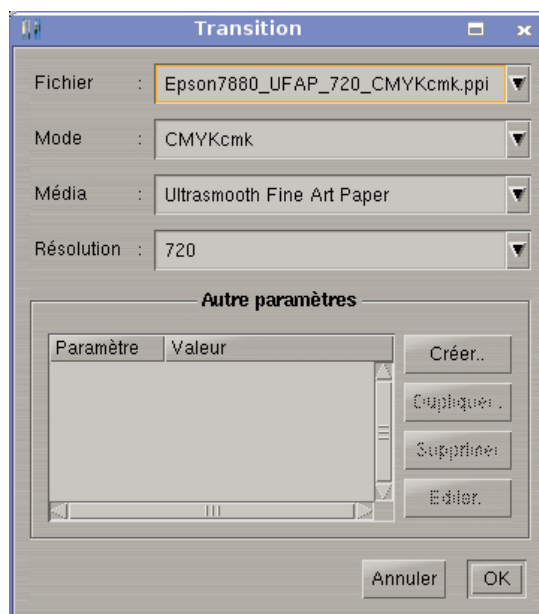 Transition
Fichier : Epson7880_UFAP_720_CMYKcmk.ppi
Mode : CMYKcmk
Média : Ultrasmooth Fine Art Paper
Résolution : 720
Autre paramètres
Paramètre Valeur
Créer..
Dupliquer .
Supprimer
Editer.
Annuler OK